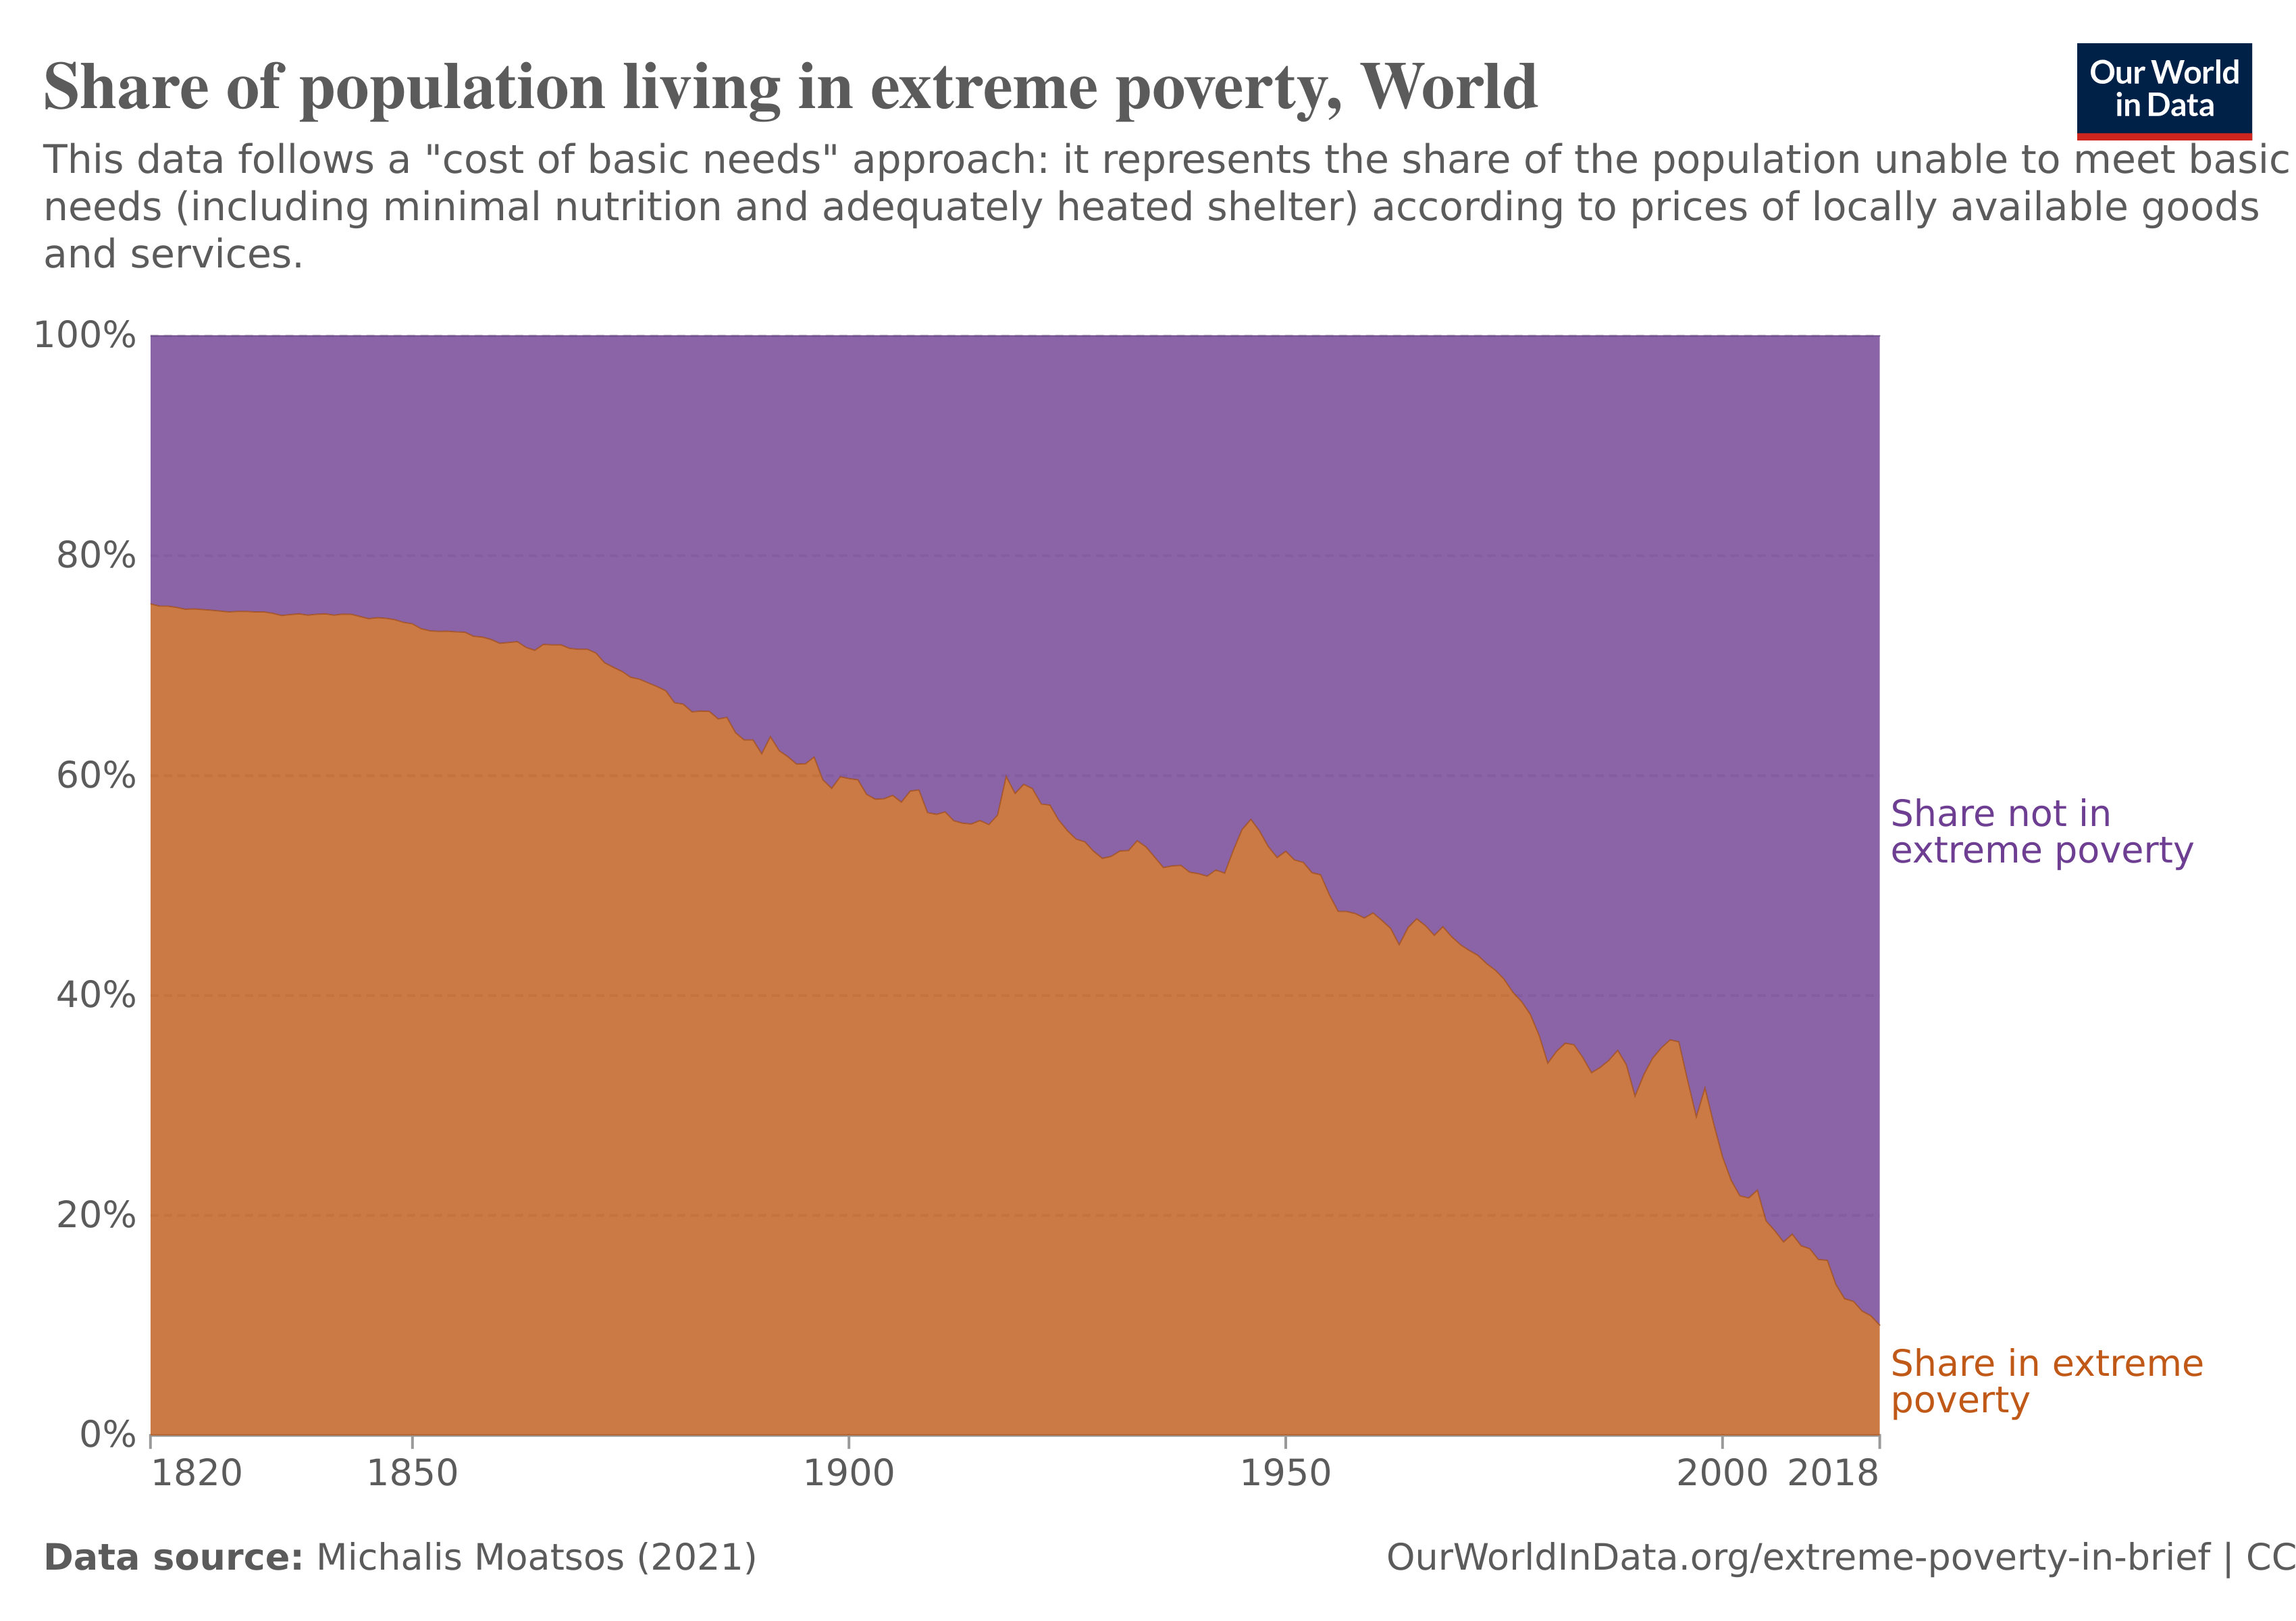 Share of population living in extreme poverty, World
Our World
in Data
This data follows a "cost of basic needs" approach: it represents the share of the population unable to meet basic
needs (including minimal nutrition and adequately heated shelter) according to prices of locally available goods
and services.
100%
80%
60%
40%
20%
0%
Share not in
extreme poverty
Share in extreme
poverty
1820 1850 1900 1950 2000 2018
Data source: Michalis Moatsos (2021)
OurWorldInData.org/extreme-poverty-in-brief | CC